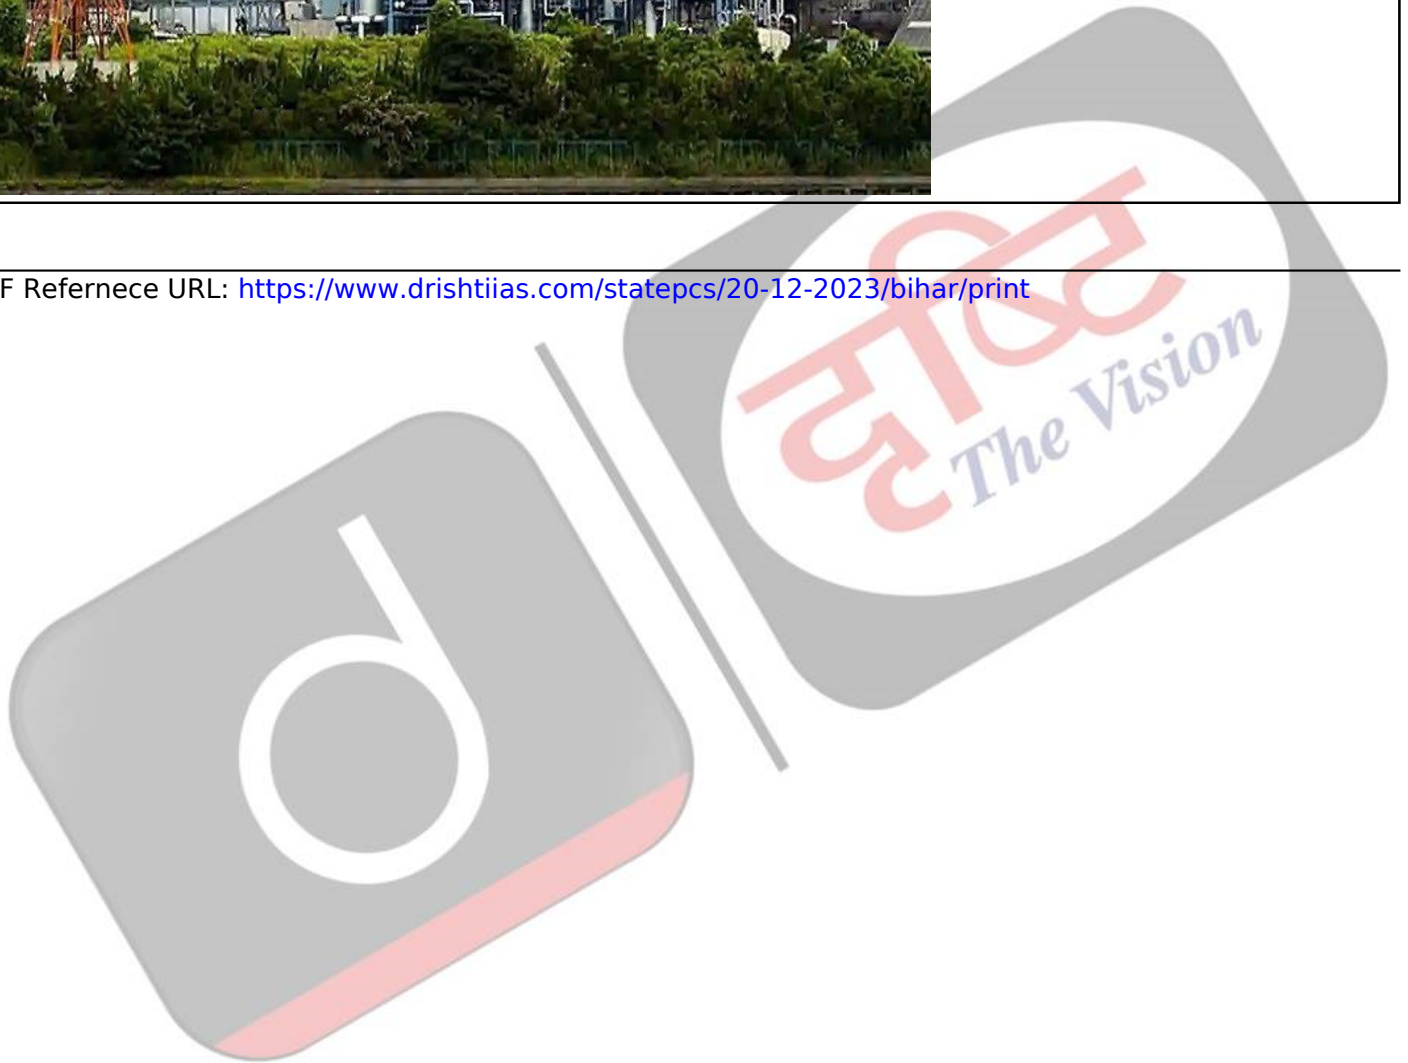 F Refernece URL: https://www.drishtiias.com/statepcs/20-12-2023/bihar/print
दृष्टि
The Vision
d